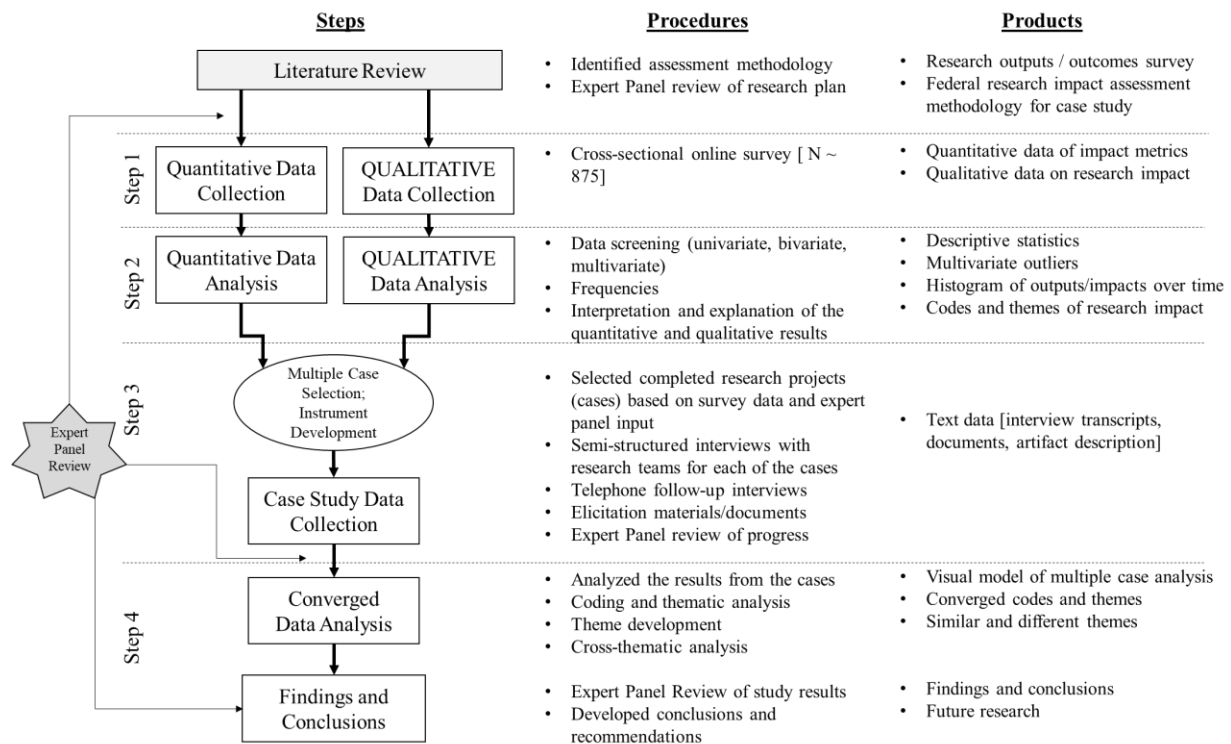 Steps
Procedures
Products
Literature Review
• Identified assessment methodology
• Expert Panel review of research plan
• Research outputs / outcomes survey
• Federal research impact assessment
methodology for case study
Step 1
Quantitative Data
Collection
QUALITATIVE
Data Collection
• Cross-sectional online survey [ N ~
875]
• Quantitative data of impact metrics
• Qualitative data on research impact
Step 2
Quantitative Data
Analysis
QUALITATIVE
Data Analysis
• Data screening (univariate, bivariate,
multivariate)
• Frequencies
• Interpretation and explanation of the
quantitative and qualitative results
• Descriptive statistics
• Multivariate outliers
• Histogram of outputs/impacts over time
• Codes and themes of research impact
Step 3
Multiple Case
Selection;
Instrument
Development
Expert
Panel
Review
Case Study Data
Collection
• Selected completed research projects
(cases) based on survey data and expert
panel input
• Semi-structured interviews with
research teams for each of the cases
• Telephone follow-up interviews
• Elicitation materials/documents
• Expert Panel review of progress
• Text data [interview transcripts,
documents, artifact description]
Step 4
Converged
Data Analysis
• Analyzed the results from the cases
• Coding and thematic analysis
• Theme development
• Cross-thematic analysis
• Visual model of multiple case analysis
• Converged codes and themes
• Similar and different themes
Findings and
Conclusions
• Expert Panel Review of study results
• Developed conclusions and
recommendations
• Findings and conclusions
• Future research